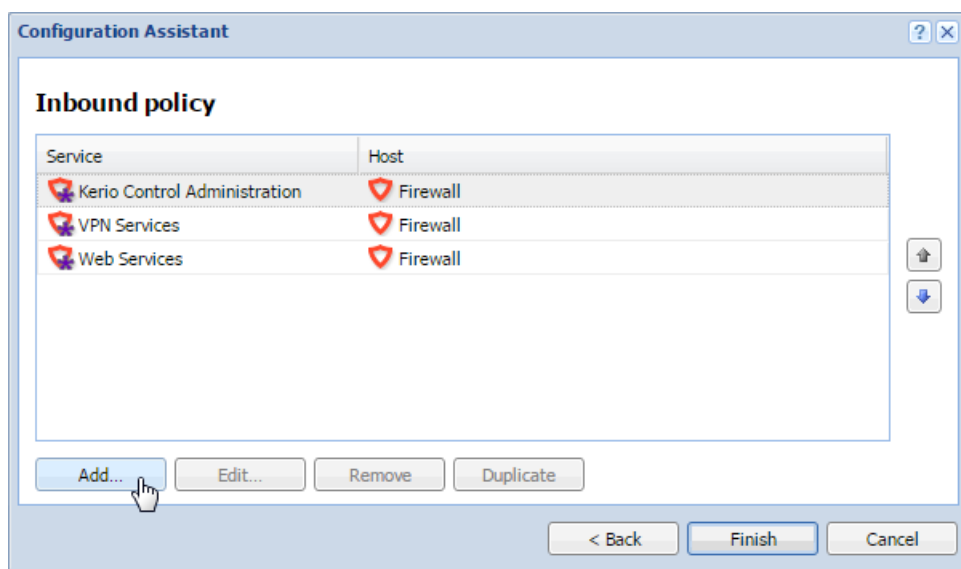 Configuration Assistant
Inbound policy
Service Host
Kerio Control Administration Firewall
VPN Services Firewall
Web Services Firewall
Add... Edit... Remove Duplicate
< Back Finish Cancel